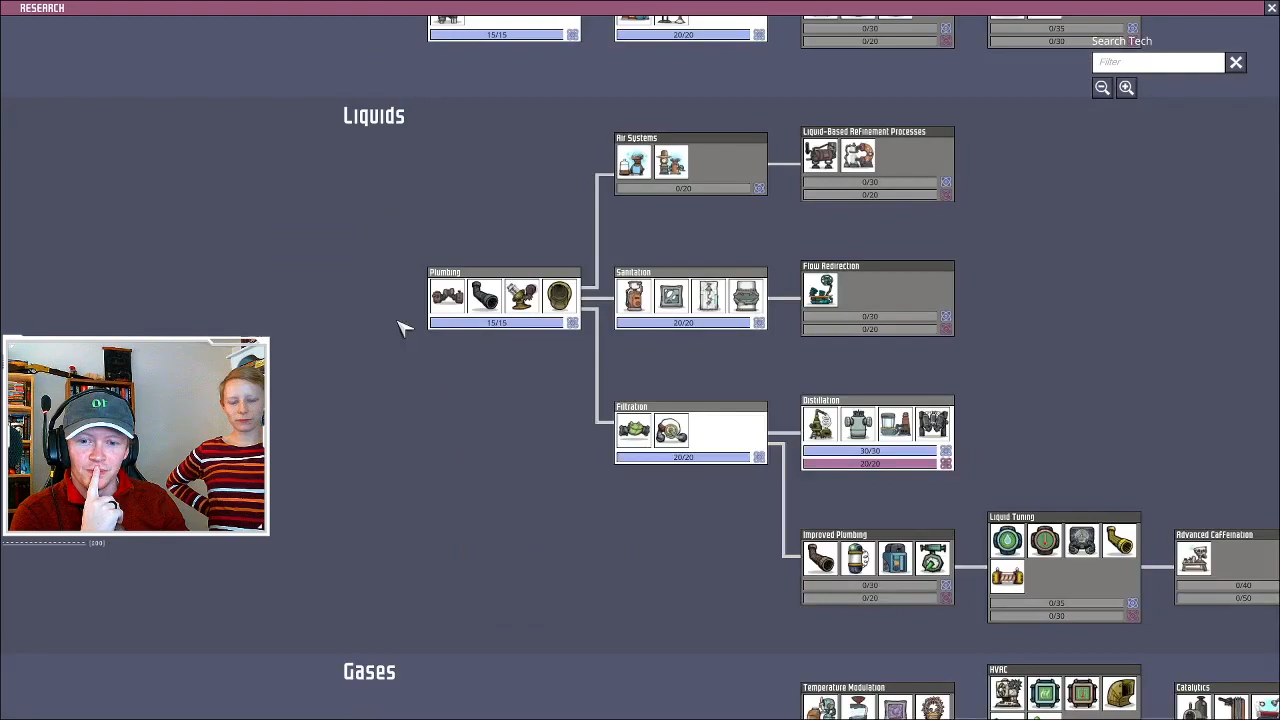 RESEARCH
15/15
20/20
0/30
0/20
0/35
0/30
Search Tech
Filter
Liquids
Air Systems
0/20
Liquid-Based Refinement Processes
0/30
0/20
Plumbing
15/15
Sanitation
20/20
Flow Redirection
0/30
0/20
Filtration
20/20
Distillation
30/30
20/20
Improved Plumbing
0/30
0/20
Liquid Tuning
0/35
0/30
Advanced Caffeination
0/40
0/50
Gases
Temperature Modulation
HVAC
Catalytics